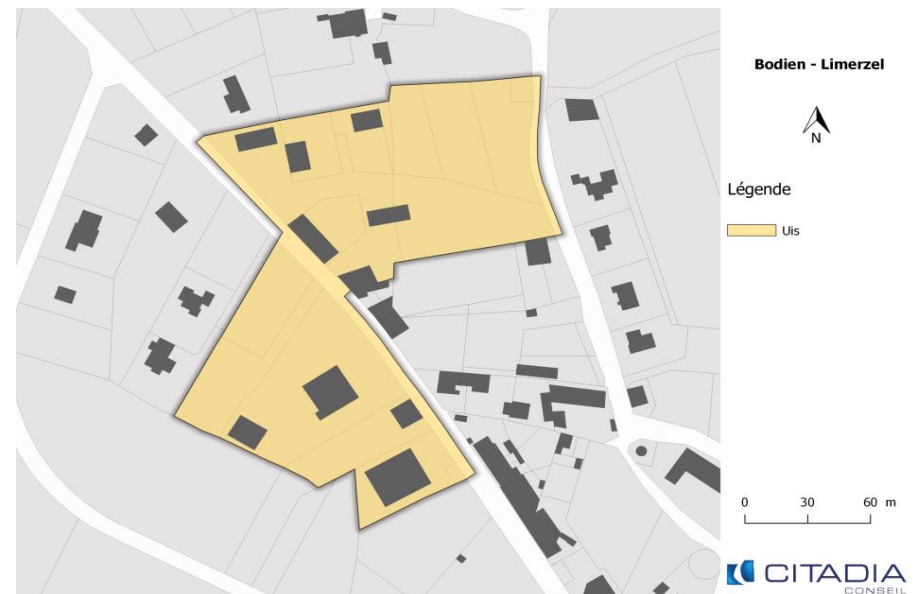 Bodien - Limerzel
N
Légende
Uis
0 30 60 m
CITADIA
CONSEIL